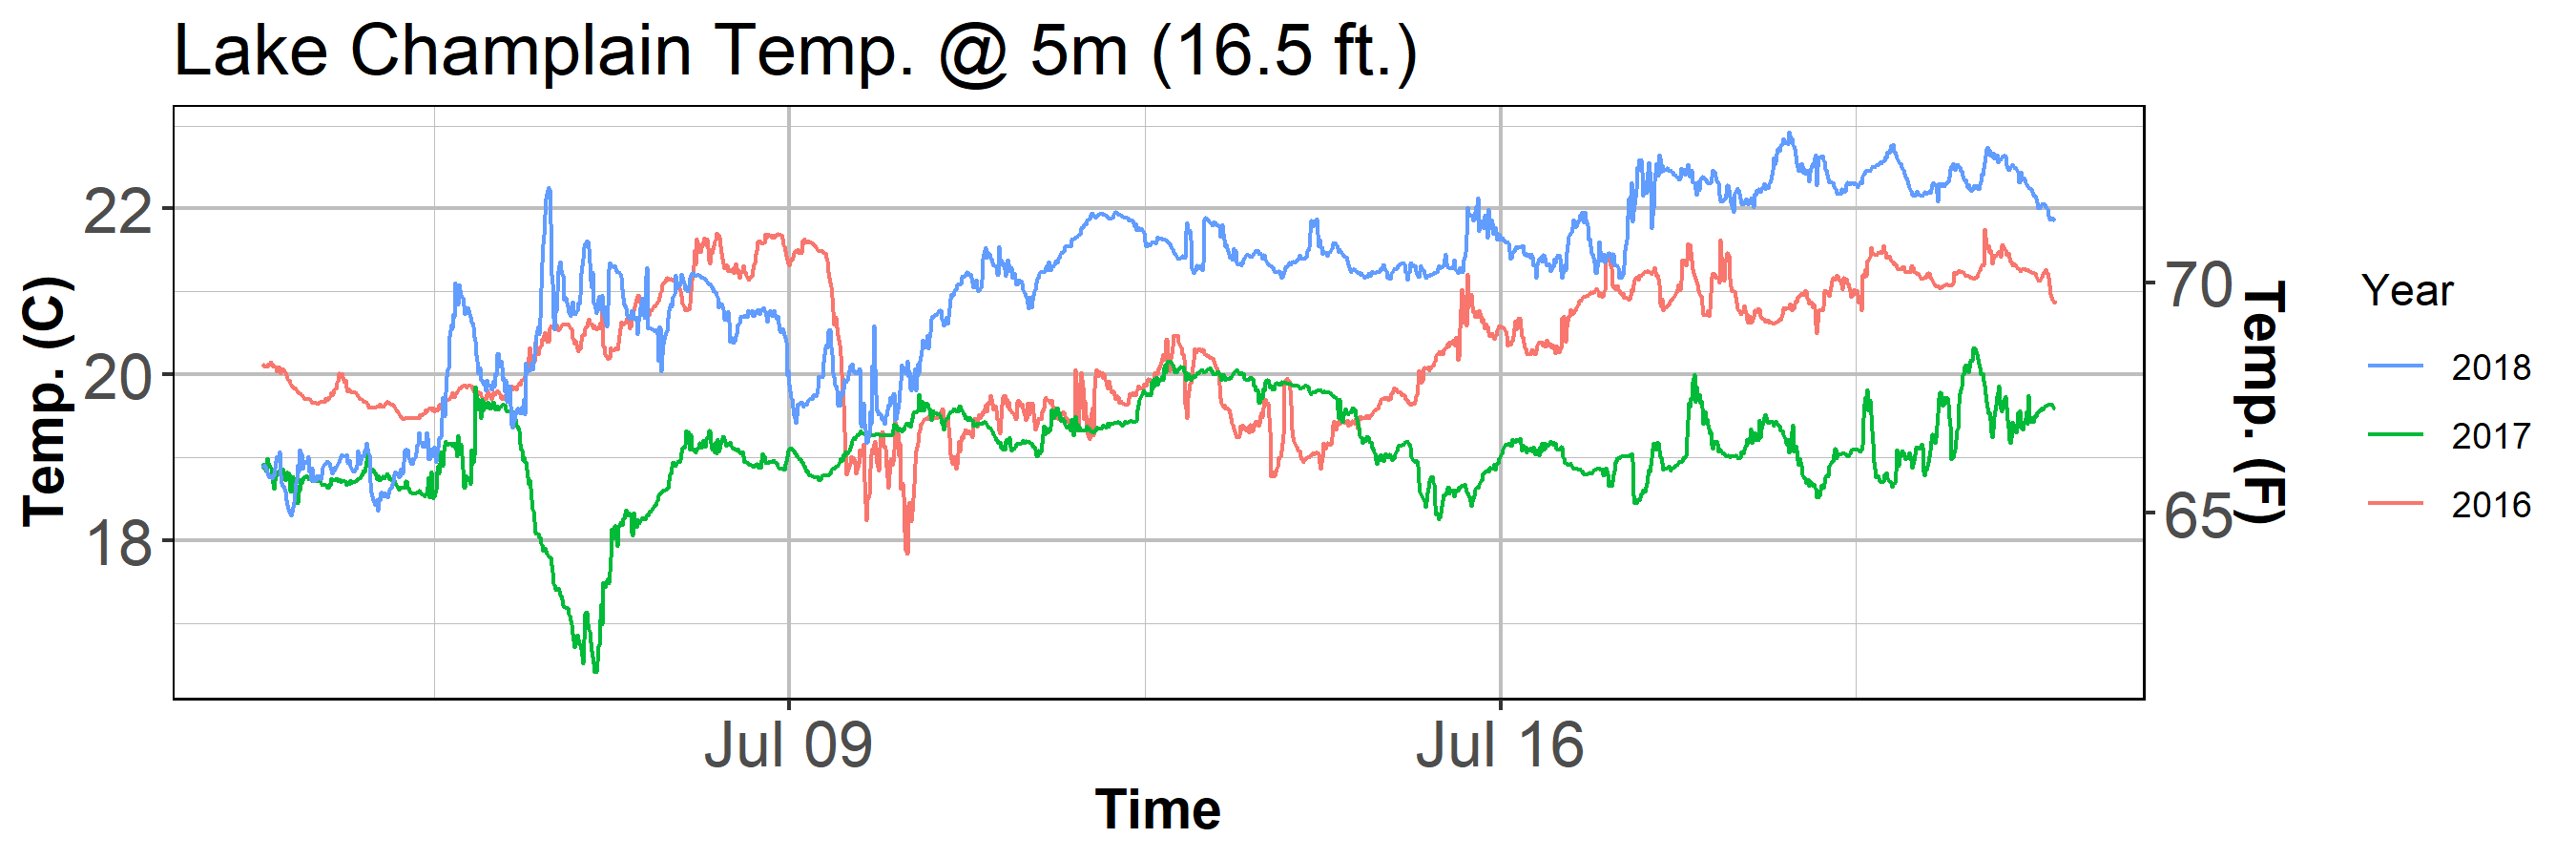 Lake Champlain Temp. @ 5m (16.5 ft.)
Temp. (C)
22
20
18
70
65
Temp. (F)
Jul 09
Jul 16
Time
Year
2018
2017
2016